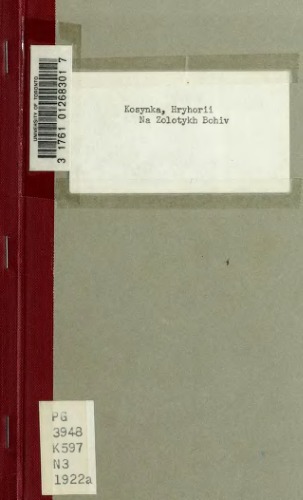 UNIVERSITY OF TORONTO
3 1761 01268301 7
Kosynka, Hryhorii
Na Zolotykh Bohiv
PG
3948
K597
N3
1922a